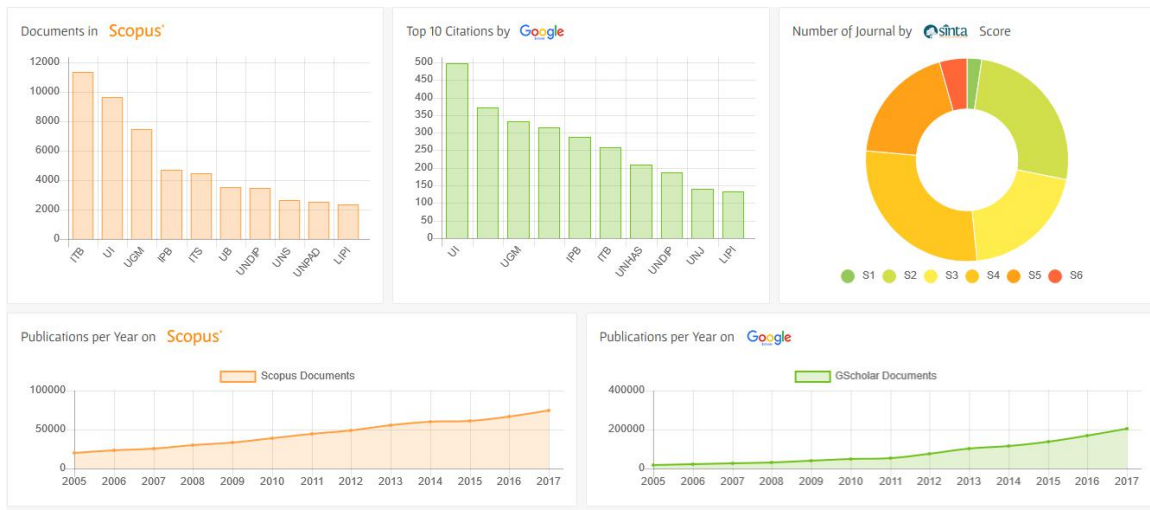 Documents in Scopus
12000
10000
8000
6000
4000
2000
0
ITB UI UGM IPB ITS UB UNDIP UNS UNPAD LIPI
Top 10 Citations by Google
500
450
400
350
300
250
200
150
100
50
0
UI UGM IPB ITB UNHAS UNDIP UNJ LIPI
Number of Journal by sinta Score
S1 S2 S3 S4 S5 S6
Publications per Year on Scopus
Scopus Documents
100000
50000
0
2005 2006 2007 2008 2009 2010 2011 2012 2013 2014 2015 2016 2017
Publications per Year on Google
GScholar Documents
400000
200000
0
2005 2006 2007 2008 2009 2010 2011 2012 2013 2014 2015 2016 2017